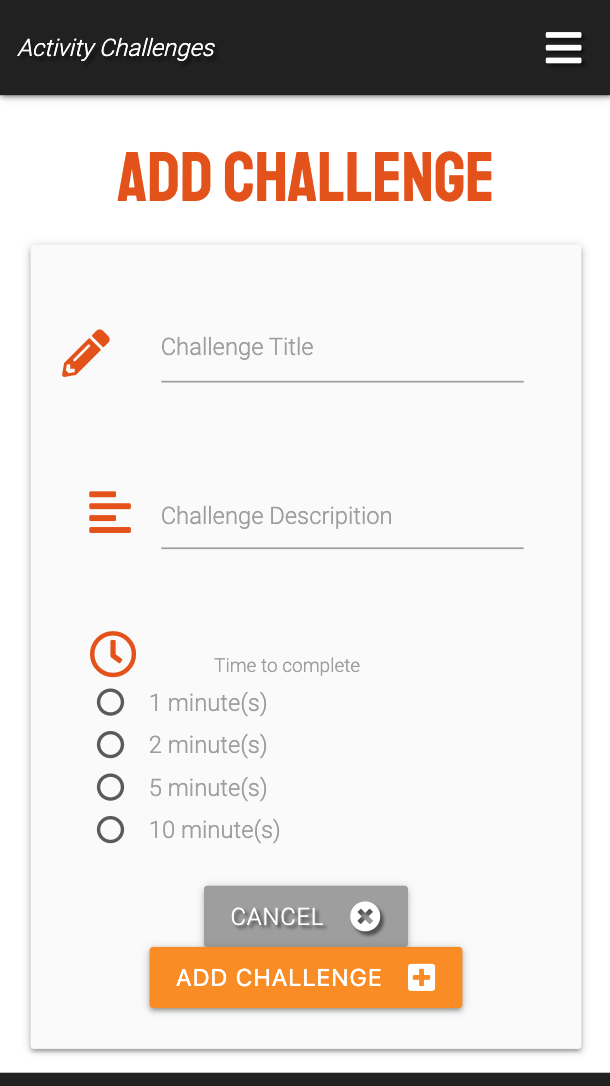 Activity Challenges
ADD CHALLENGE
Challenge Title
Challenge Descripition
Time to complete
1 minute(s)
2 minute(s)
5 minute(s)
10 minute(s)
CANCEL
ADD CHALLENGE